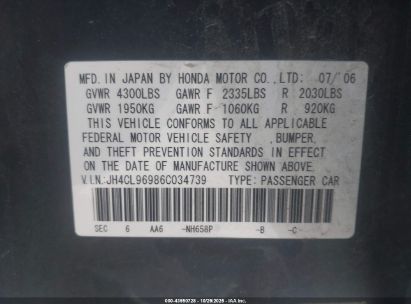 MFD. IN JAPAN BY HONDA MOTOR CO., LTD: 07/'06
GVWR 4300LBS GAWR F 2335LBS R 2030LBS
GVWR 1950KG GAWR F 1060KG R 920KG
THIS VEHICLE CONFORMS TO ALL APPLICABLE
FEDERAL MOTOR VEHICLE SAFETY ,BUMPER,
AND THEFT PREVENTION STANDARDS IN EFFECT
ON THE DATE OF MANUFACTURE SHOWN ABOVE.
V.I.N.:JH4CL96986C034739 TYPE: PASSENGER CAR
SEC 6 AA6 -NH658P -B -C-